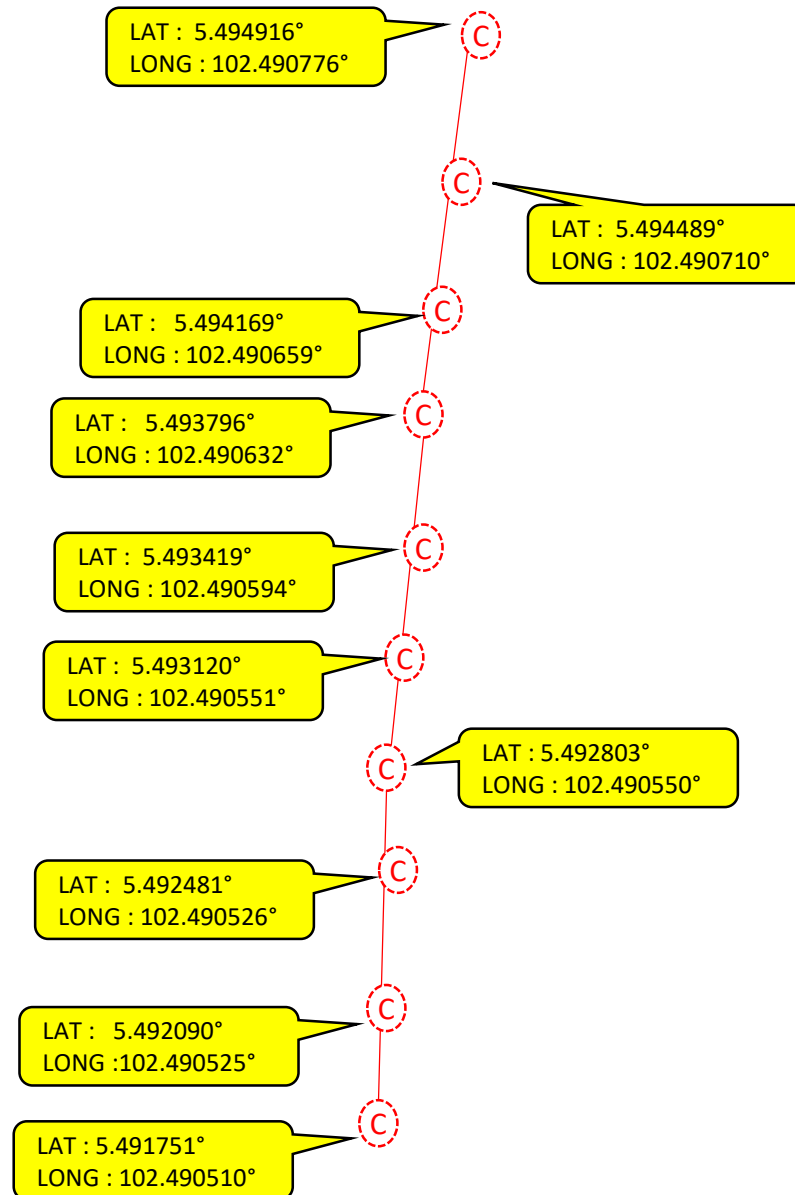 LAT : 5.494916°
LONG : 102.490776°
C
C
LAT : 5.494489°
LONG : 102.490710°
LAT : 5.494169°
LONG : 102.490659°
C
LAT : 5.493796°
LONG : 102.490632°
C
LAT : 5.493419°
LONG : 102.490594°
C
LAT : 5.493120°
LONG : 102.490551°
C
C
LAT : 5.492803°
LONG : 102.490550°
LAT : 5.492481°
LONG : 102.490526°
C
LAT : 5.492090°
LONG :102.490525°
C
LAT : 5.491751°
LONG : 102.490510°
C